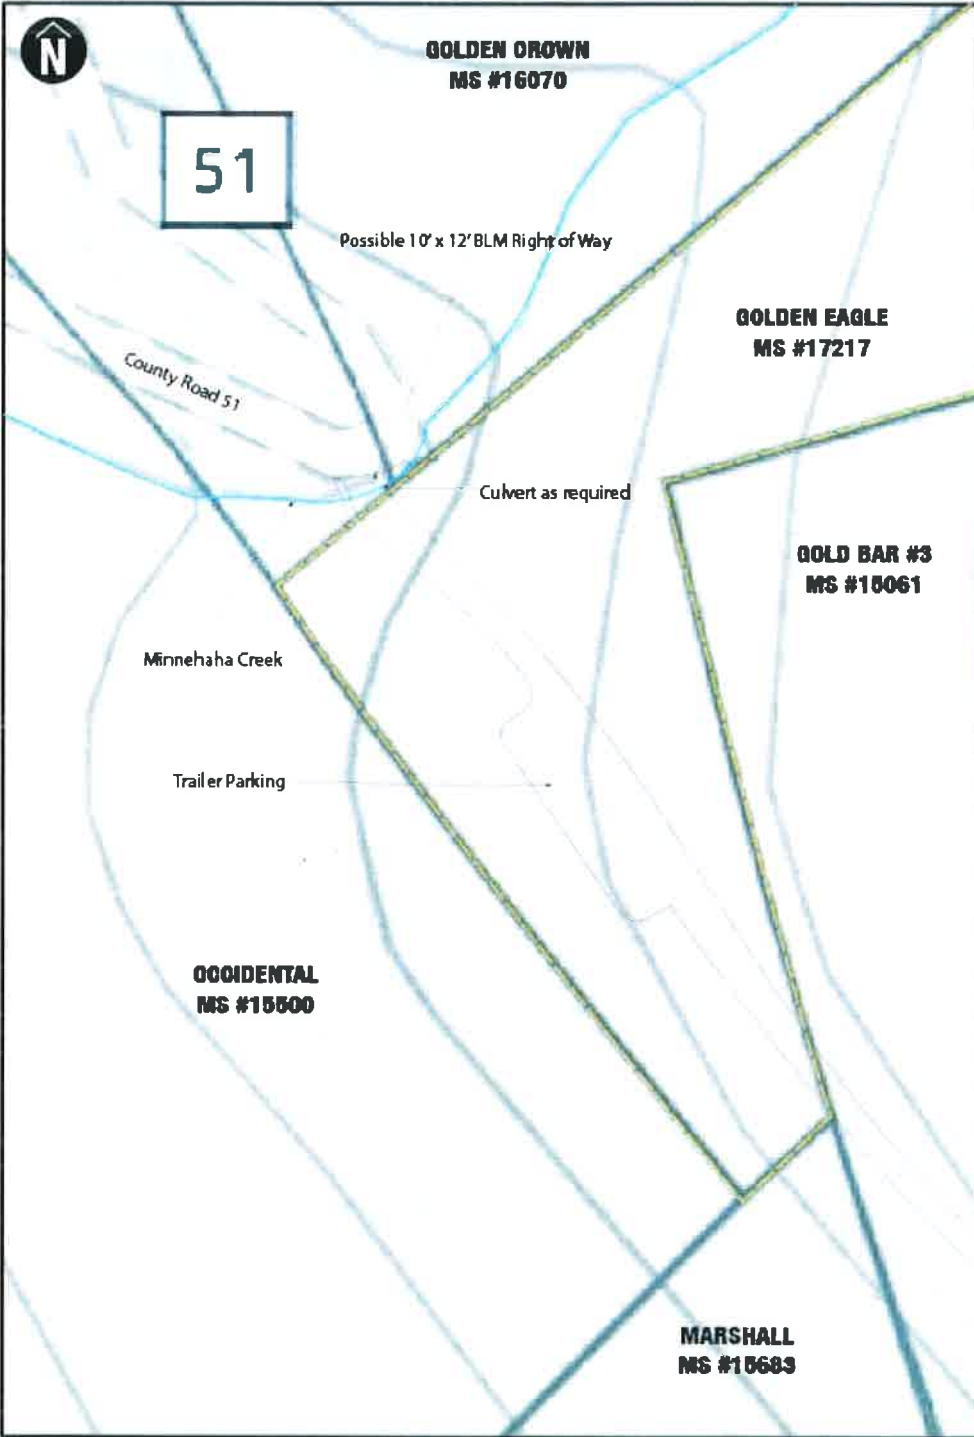 N
GOLDEN CROWN
MS #16070
51
Possible 10' x 12' BLM Right of Way
GOLDEN EAGLE
MS #17217
County Road 51
Culvert as required
GOLD BAR #3
MS #15061
Minnehaha Creek
Trailer Parking
OCCIDENTAL
MS #15500
MARSHALL
MS #15683